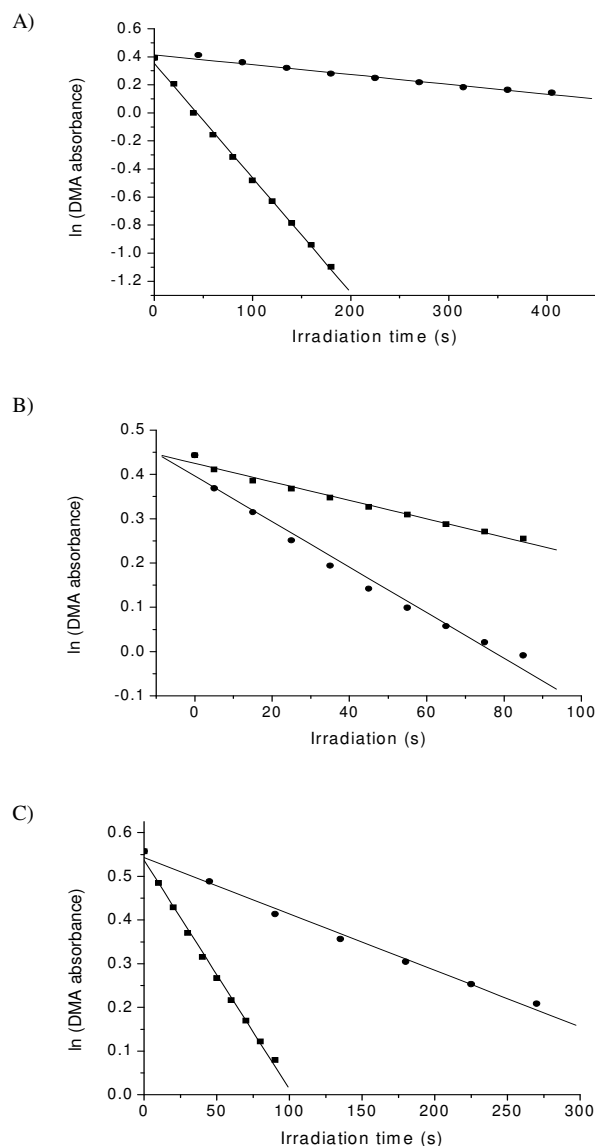 A)
0.6
0.4
0.2
0.0
-0.2
-0.4
-0.6
-0.8
-1.0
-1.2
ln (DMA absorbance)
0 100 200 300 400
Irradiation time (s)
B)
0.5
0.4
0.3
0.2
0.1
0.0
-0.1
ln (DMA absorbance)
0 20 40 60 80 100
Irradiation (s)
C)
0.6
0.5
0.4
0.3
0.2
0.1
0.0
ln (DMA absorbance)
0 50 100 150 200 250 300
Irradiation time (s)